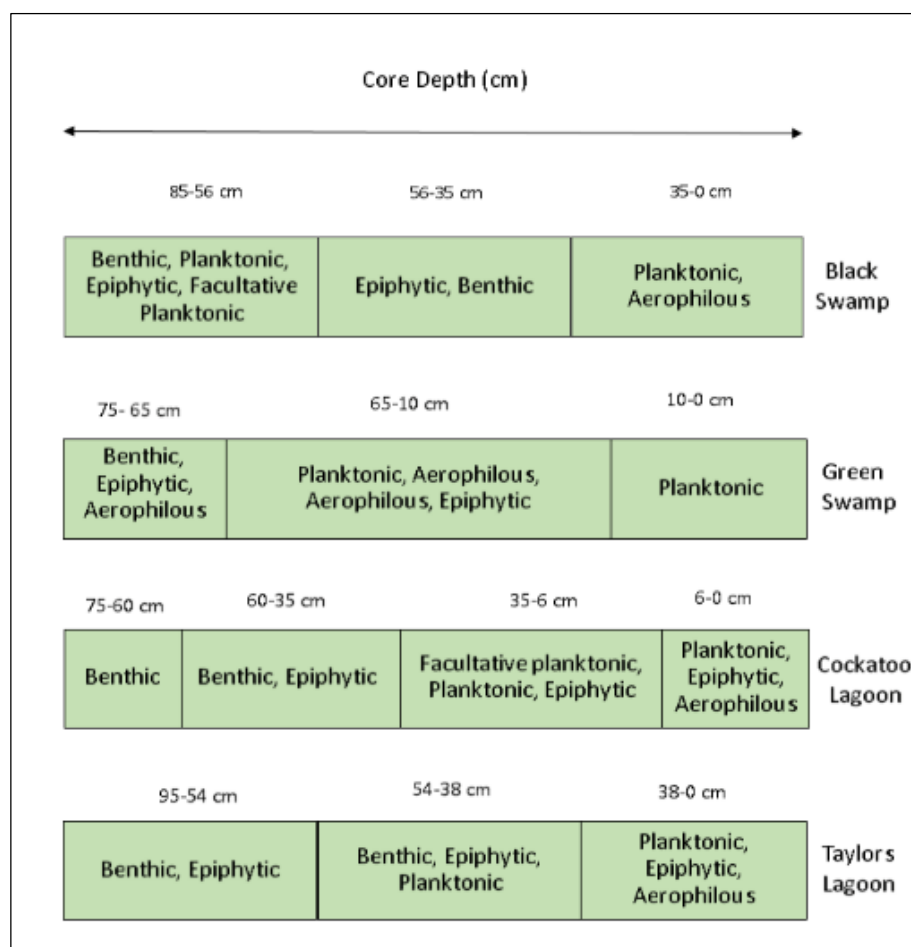 Core Depth (cm)
85-56 cm
56-35 cm
35-0 cm
Benthic, Planktonic,
Epiphytic, Facultative
Planktonic
Epiphytic, Benthic
Planktonic,
Aerophilous
Black
Swamp
75- 65 cm
65-10 cm
10-0 cm
Benthic,
Epiphytic,
Aerophilous
Planktonic, Aerophilous,
Aerophilous, Epiphytic
Planktonic
Green
Swamp
75-60 cm
60-35 cm
35-6 cm
6-0 cm
Benthic
Benthic, Epiphytic
Facultative planktonic,
Planktonic, Epiphytic
Planktonic,
Epiphytic,
Aerophilous
Cockatoo
Lagoon
95-54 cm
54-38 cm
38-0 cm
Benthic, Epiphytic
Benthic, Epiphytic,
Planktonic
Planktonic,
Epiphytic,
Aerophilous
Taylors
Lagoon